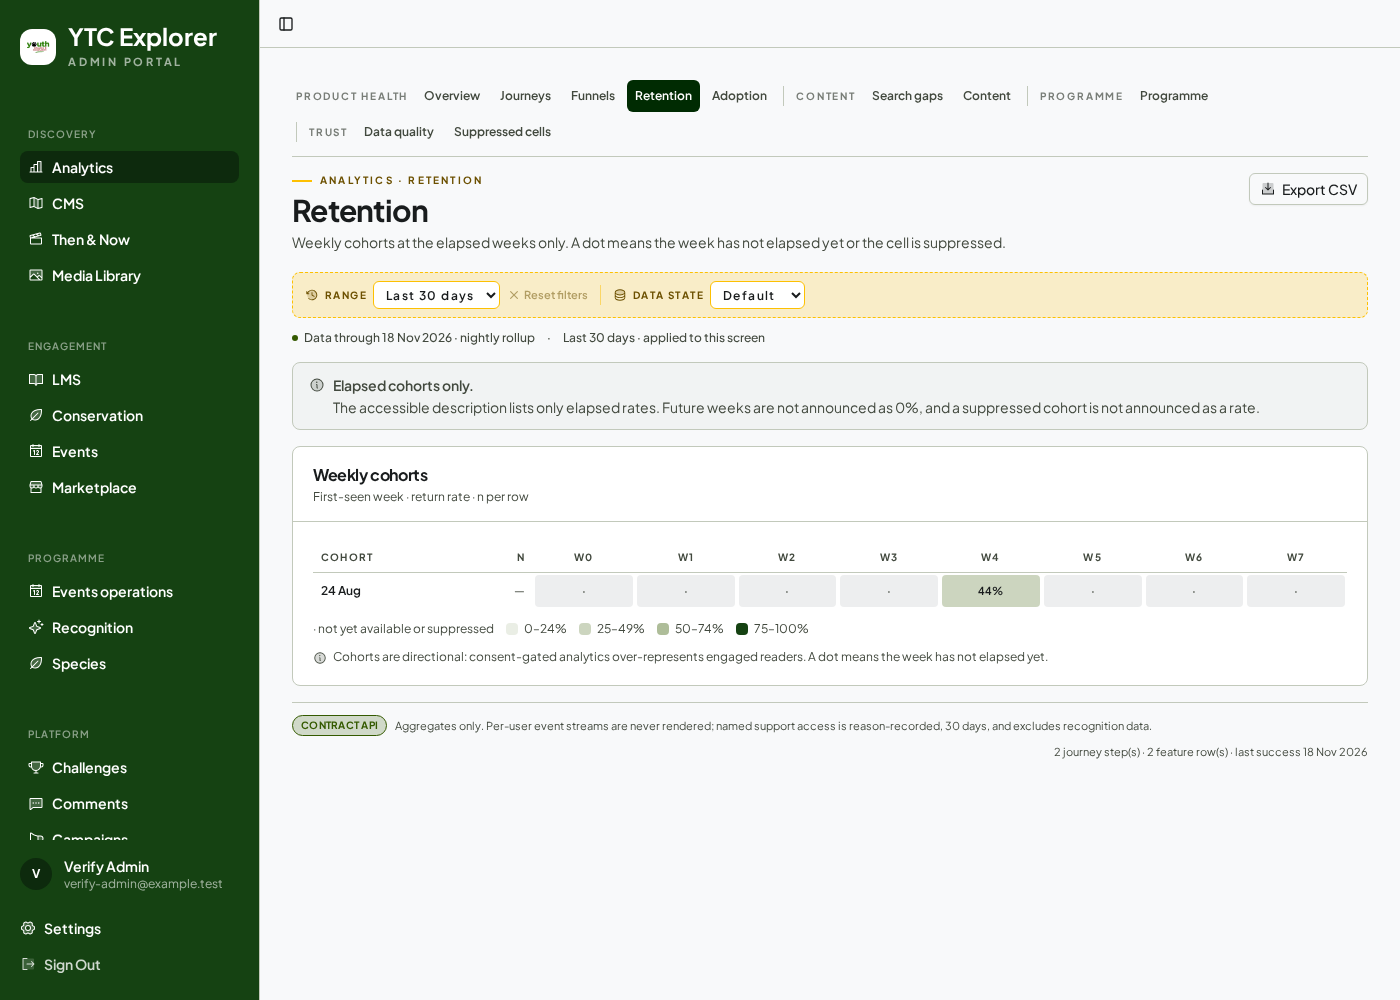 YTC Explorer
ADMIN PORTAL
DISCOVERY
Analytics
CMS
Then & Now
Media Library
ENGAGEMENT
LMS
Conservation
Events
Marketplace
PROGRAMME
Events operations
Recognition
Species
PLATFORM
Challenges
Comments
Campaigns
V
Verify Admin
verify-admin@example.test
Settings
Sign Out
PRODUCT HEALTH Overview Journeys Funnels Retention Adoption CONTENT Search gaps Content PROGRAMME Programme
TRUST Data quality Suppressed cells
ANALYTICS · RETENTION
Export CSV
Retention
Weekly cohorts at the elapsed weeks only. A dot means the week has not elapsed yet or the cell is suppressed.
RANGE Last 30 days Reset filters DATA STATE Default
Data through 18 Nov 2026 · nightly rollup · Last 30 days · applied to this screen
Elapsed cohorts only.
The accessible description lists only elapsed rates. Future weeks are not announced as 0%, and a suppressed cohort is not announced as a rate.
Weekly cohorts
First-seen week · return rate · n per row
COHORT N W0 W1 W2 W3 W4 W5 W6 W7
24 Aug — · · · · 44% · · ·
· not yet available or suppressed 0–24% 25–49% 50–74% 75–100%
Cohorts are directional: consent-gated analytics over-represents engaged readers. A dot means the week has not elapsed yet.
CONTRACT API Aggregates only. Per-user event streams are never rendered; named support access is reason-recorded, 30 days, and excludes recognition data.
2 journey step(s) · 2 feature row(s) · last success 18 Nov 2026